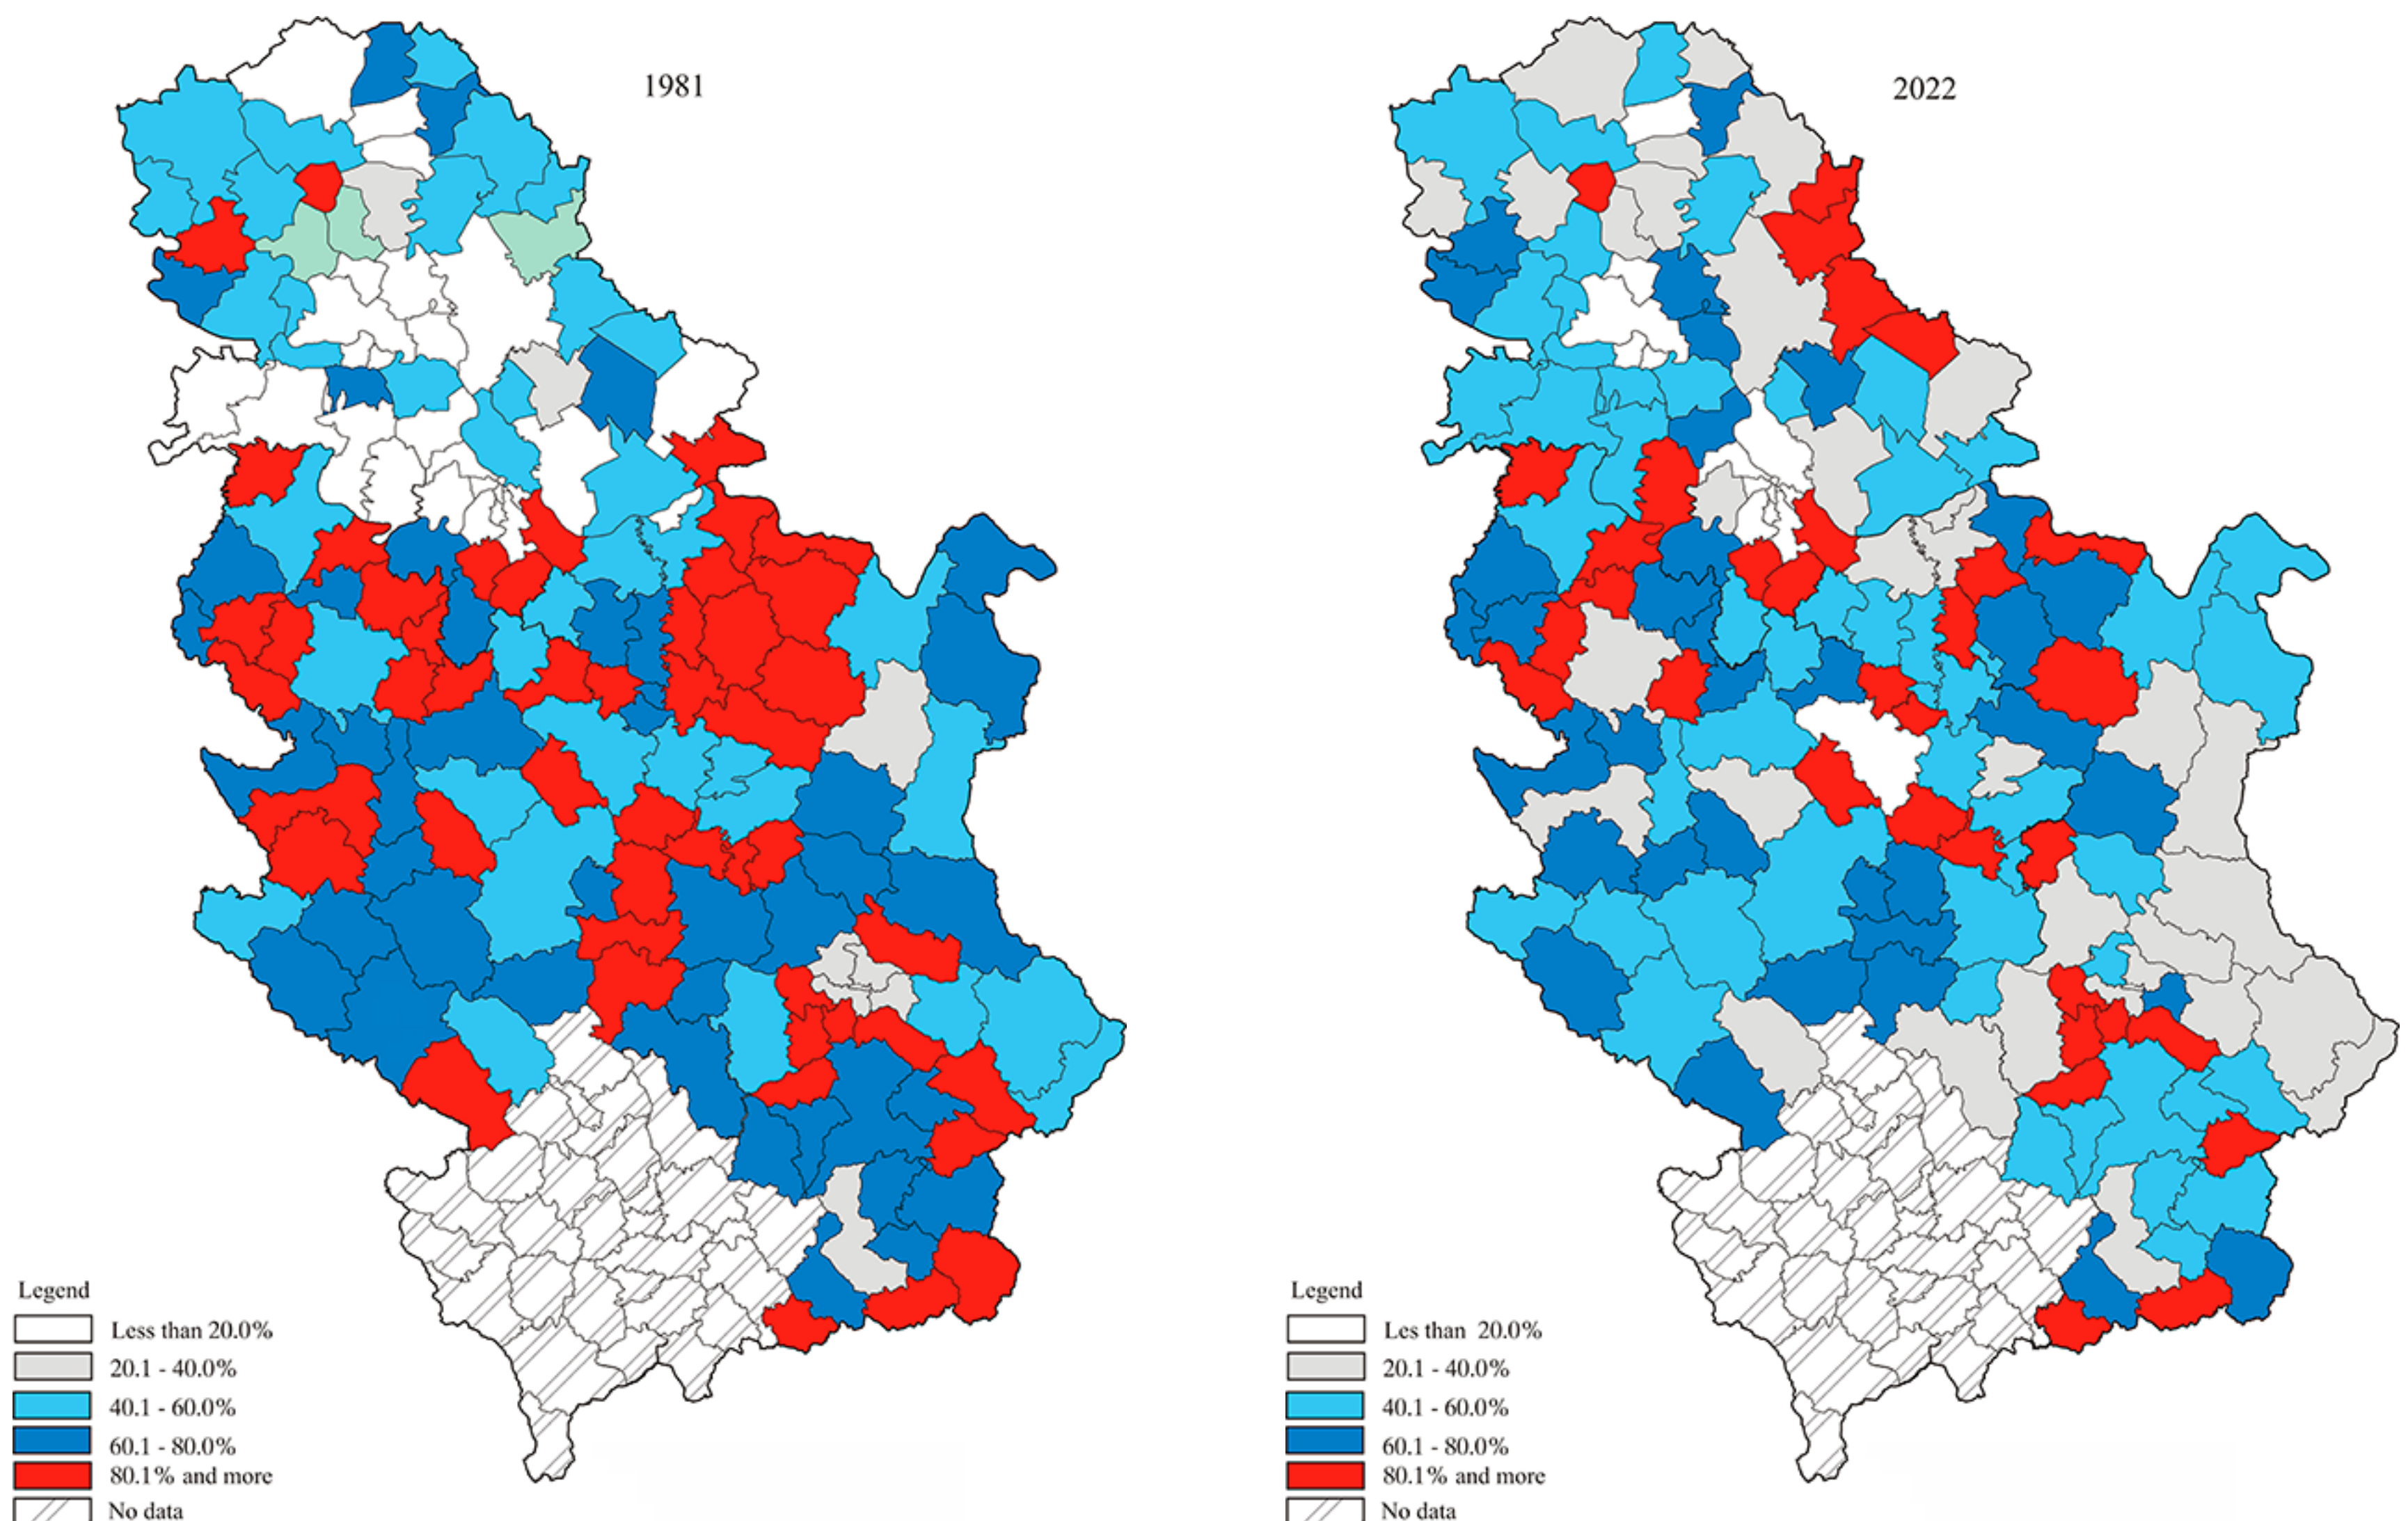 1981
2022
Legend
Less than 20.0%
20.1 - 40.0%
40.1 - 60.0%
60.1 - 80.0%
80.1% and more
No data
Legend
Les than 20.0%
20.1 - 40.0%
40.1 - 60.0%
60.1 - 80.0%
80.1% and more
No data